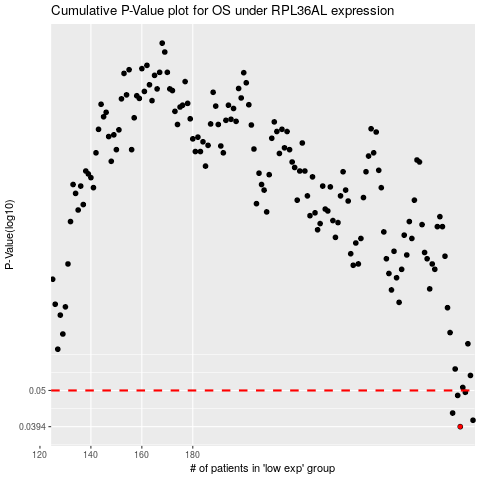 Cumulative P-Value plot for OS under RPL36AL expression
P-Value(log10)
0.05
0.0394
120 140 160 180
# of patients in 'low exp' group